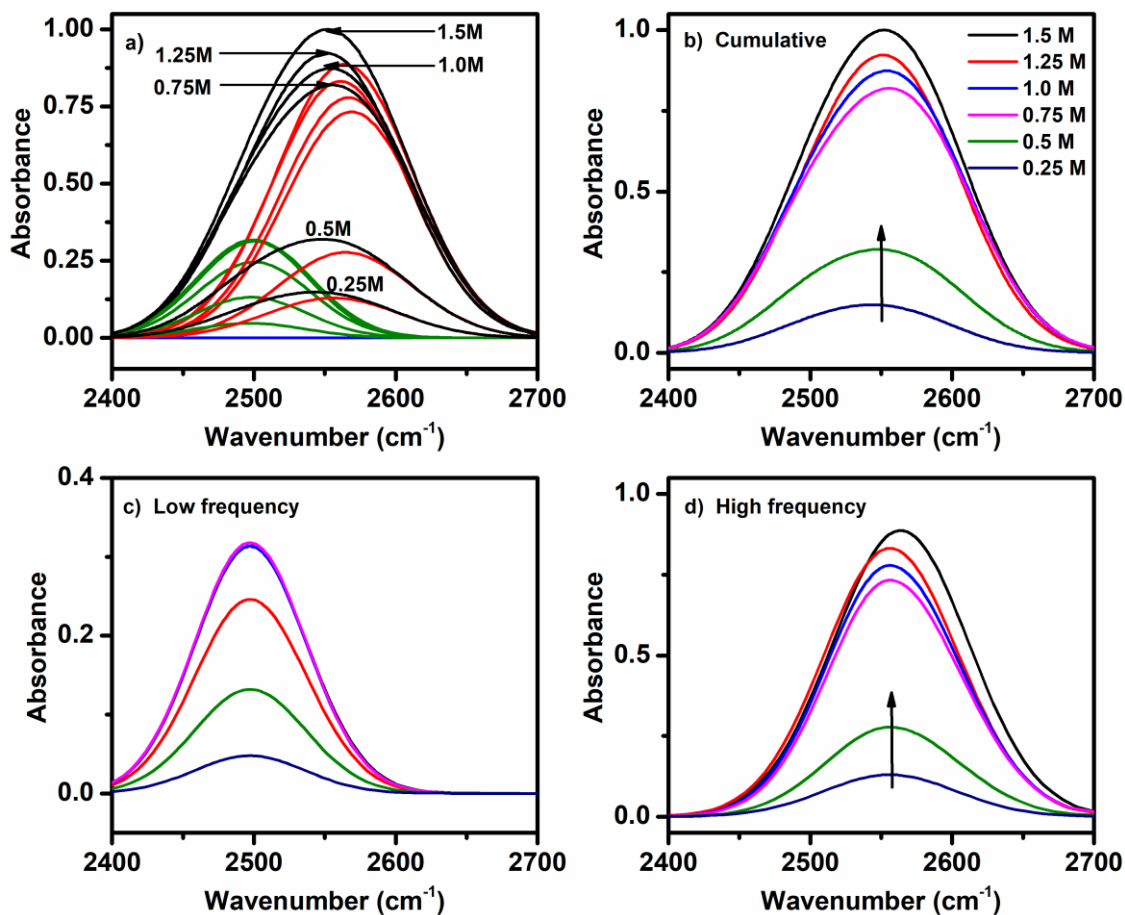 a)
1.5M
1.25M
1.0M
0.75M
0.5M
0.25M
1.00
0.75
0.50
0.25
0.00
Absorbance
2400 2500 2600 2700
Wavenumber (cm⁻¹)
b) Cumulative
1.5 M
1.25 M
1.0 M
0.75 M
0.5 M
0.25 M
1.0
0.5
0.0
Absorbance
2400 2500 2600 2700
Wavenumber (cm⁻¹)
c) Low frequency
0.4
0.2
0.0
Absorbance
2400 2500 2600 2700
Wavenumber (cm⁻¹)
d) High frequency
1.0
0.5
0.0
Absorbance
2400 2500 2600 2700
Wavenumber (cm⁻¹)